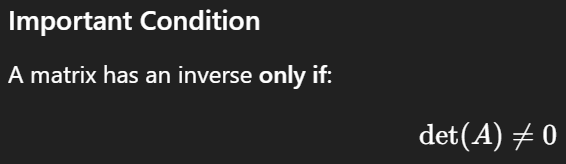 Important Condition
A matrix has an inverse only if:
det(A) ≠ 0